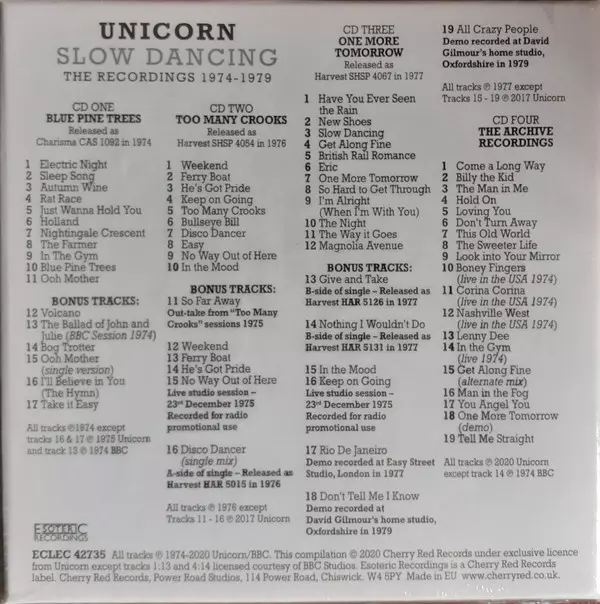 UNICORN
SLOW DANCING
THE RECORDINGS 1974-1979
CD ONE
BLUE PINE TREES
Released as
Charisma CAS 1092 in 1974
1 Electric Night
2 Sleep Song
3 Autumn Wine
4 Rat Race
5 Just Wanna Hold You
6 Holland
7 Nightingale Crescent
8 The Farmer
9 In The Gym
10 Blue Pine Trees
11 Ooh Mother
BONUS TRACKS:
12 Volcano
13 The Ballad of John and
Julie (BBC Session 1974)
14 Bog Trotter
15 Ooh Mother
(single version)
16 I'll Believe in You
(The Hymn)
17 Take it Easy
All tracks ℗1974 except
tracks 16 & 17 ℗ 1975 Unicorn
and track 13 ℗ 1974 BBC
CD TWO
TOO MANY CROOKS
Released as
Harvest SHSP 4054 in 1976
1 Weekend
2 Ferry Boat
3 He's Got Pride
4 Keep on Going
5 Too Many Crooks
6 Bullseye Bill
7 Disco Dancer
8 Easy
9 No Way Out of Here
10 In the Mood
BONUS TRACKS:
11 So Far Away
Out-take from "Too Many
Crooks" sessions 1975
12 Weekend
13 Ferry Boat
14 He's Got Pride
15 No Way Out of Here
Live studio session –
23rd December 1975
Recorded for radio
promotional use
16 Disco Dancer
(single mix)
A-side of single – Released as
Harvest HAR 5015 in 1976
All tracks ℗ 1976 except
Tracks 11 - 16 ℗ 2017 Unicorn
CD THREE
ONE MORE
TOMORROW
Released as
Harvest SHSP 4067 in 1977
1 Have You Ever Seen
the Rain
2 New Shoes
3 Slow Dancing
4 Get Along Fine
5 British Rail Romance
6 Eric
7 One More Tomorrow
8 So Hard to Get Through
9 I'm Alright
(When I'm With You)
10 The Night
11 The Way it Goes
12 Magnolia Avenue
BONUS TRACKS:
13 Give and Take
B-side of single – Released as
Harvest HAR 5126 in 1977
14 Nothing I Wouldn't Do
B-side of single – Released as
Harvest HAR 5131 in 1977
15 In the Mood
16 Keep on Going
Live studio session –
23rd December 1975
Recorded for radio
promotional use
17 Rio De Janeiro
Demo recorded at Easy Street
Studio, London in 1977
18 Don't Tell Me I Know
Demo recorded at
David Gilmour's home studio,
Oxfordshire in 1979
19 All Crazy People
Demo recorded at David
Gilmour's home studio,
Oxfordshire in 1979
All tracks ℗ 1977 except
Tracks 15 - 19 ℗ 2017 Unicorn
CD FOUR
THE ARCHIVE
RECORDINGS
1 Come a Long Way
2 Billy the Kid
3 The Man in Me
4 Hold On
5 Loving You
6 Don't Turn Away
7 This Old World
8 The Sweeter Life
9 Look into Your Mirror
10 Boney Fingers
(live in the USA 1974)
11 Corina Corina
(live in the USA 1974)
12 Nashville West
(live in the USA 1974)
13 Lenny Dee
14 In the Gym
(live 1974)
15 Get Along Fine
(alternate mix)
16 Man in the Fog
17 You Angel You
18 One More Tomorrow
(demo)
19 Tell Me Straight
All tracks ℗ 2020 Unicorn
except track 14 ℗ 1974 BBC
ESOTERIC
RECORDINGS
ECLEC 42735 All tracks ℗ 1974-2020 Unicorn/BBC. This compilation © 2020 Cherry Red Records under exclusive licence
from Unicorn except tracks 1:13 and 4:14 licensed courtesy of BBC Studios. Esoteric Recordings is a Cherry Red Records
label. Cherry Red Records, Power Road Studios, 114 Power Road, Chiswick. W4 5PY Made in EU www.cherryred.co.uk.